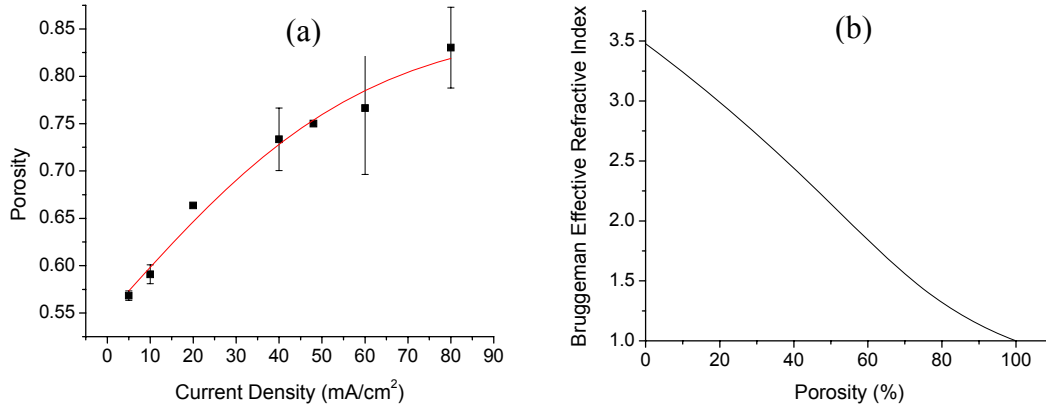 (a)
0.85
0.80
0.75
0.70
0.65
0.60
0.55
Porosity
0 10 20 30 40 50 60 70 80 90
Current Density (mA/cm²)
(b)
3.5
3.0
2.5
2.0
1.5
1.0
Bruggeman Effective Refractive Index
0 20 40 60 80 100
Porosity (%)